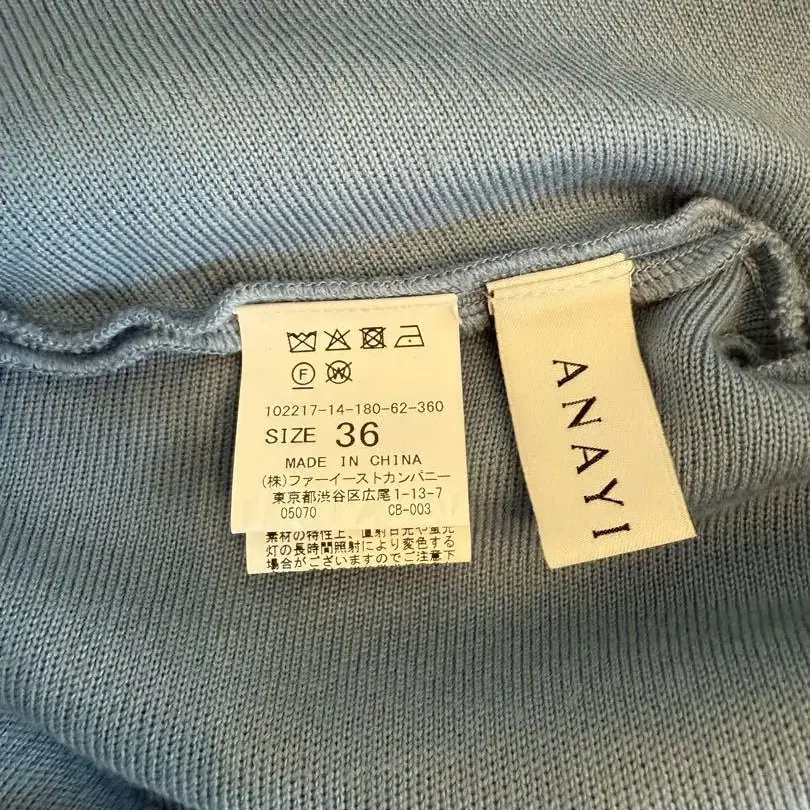 F W
102217-14-180-62-360
SIZE 36
MADE IN CHINA
(株)ファーイーストカンパニー
東京都渋谷区広尾1-13-7
05070 CB-003
素材の特性上、直射日光や蛍光
灯の長時間照射により変色する
場合がございますのでご注意下
ANAYI